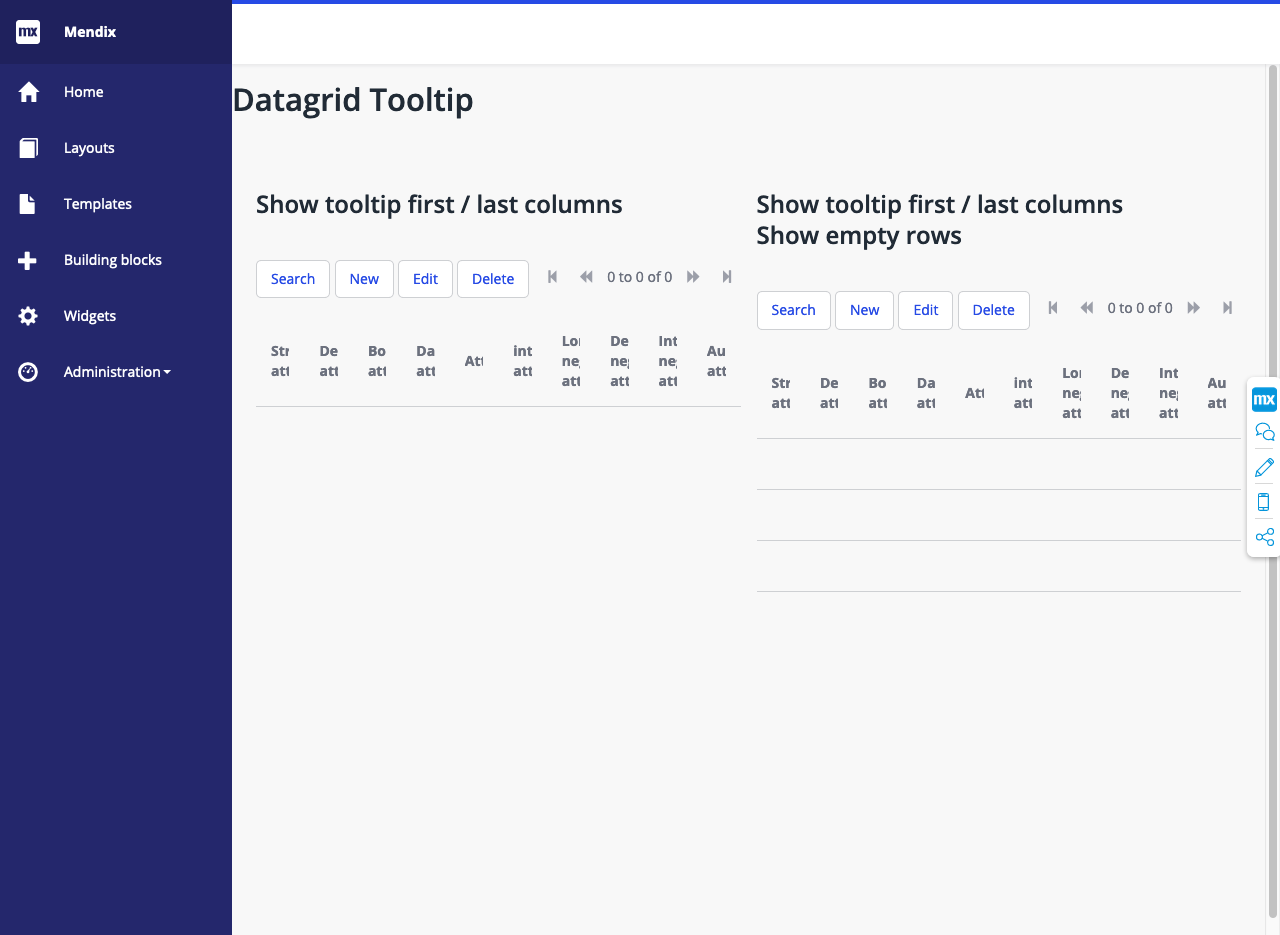 mx Mendix
Home
Layouts
Templates
Building blocks
Widgets
Administration
Datagrid Tooltip
Show tooltip first / last columns
Search New Edit Delete 0 to 0 of 0
Str De Bo Da Att int Lon De Int Au
att att att att att neg neg neg att
att att att
Show tooltip first / last columns
Show empty rows
Search New Edit Delete 0 to 0 of 0
Str De Bo Da Att int Lon De Int Au
att att att att att neg neg neg att
att att att
mx